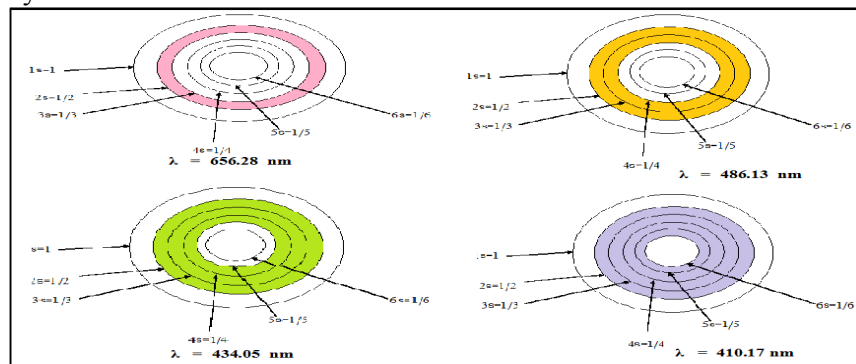 1s=1
2s=1/2
3s=1/3
4s=1/4
5s=1/5
6s=1/6
λ = 656.28 nm
1s=1
2s=1/2
3s=1/3
4s=1/4
5s=1/5
6s=1/6
λ = 486.13 nm
s=1
2s=1/2
3s=1/3
4s=1/4
5s=1/5
6s=1/6
λ = 434.05 nm
.s=1
2s=1/2
3s=1/3
4s=1/4
5s=1/5
6s=1/6
λ = 410.17 nm